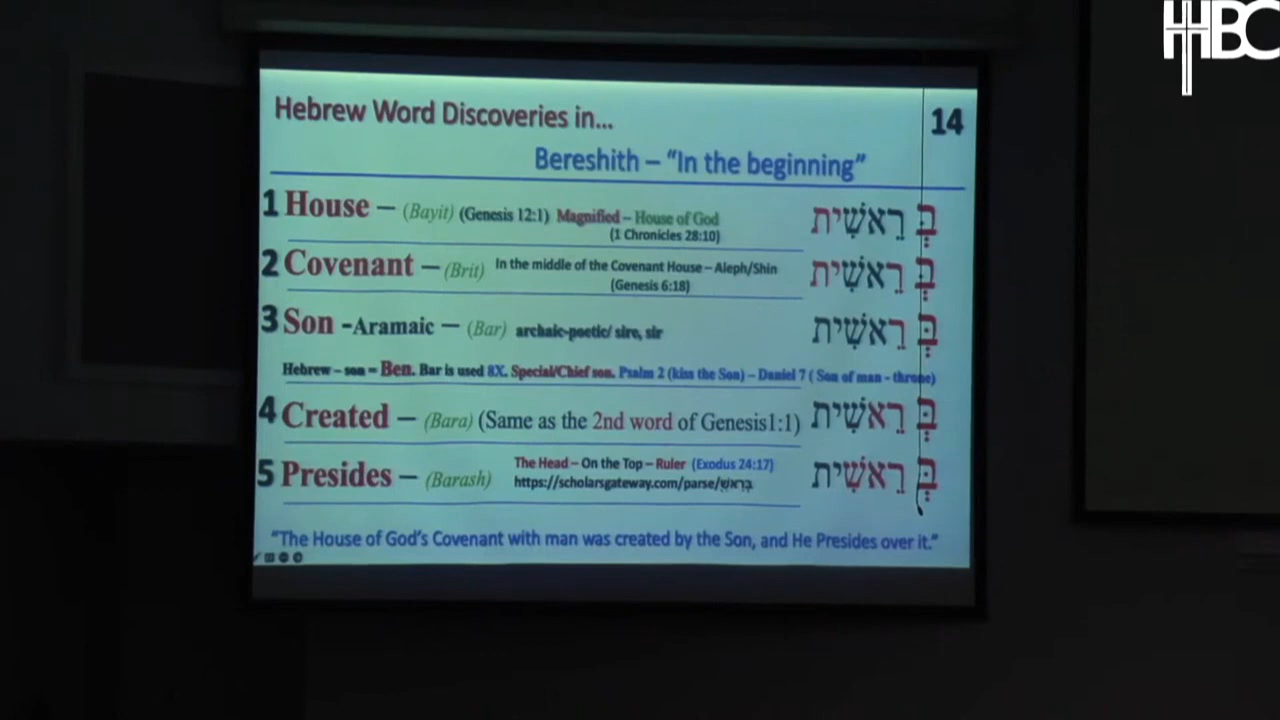 HHBC
Hebrew Word Discoveries in...
14
Bereshith – “In the beginning”
1 House – (Bayit) (Genesis 12:1) Magnified – House of God
(1 Chronicles 28:10)
בְּ רֵאשִׁית
2 Covenant – (Brit) In the middle of the Covenant House – Aleph/Shin
(Genesis 6:18)
בְּ רֵאשִׁית
3 Son -Aramaic – (Bar) archaic-poetic/ sire, sir
בְּ רֵאשִׁית
Hebrew – son = Ben. Bar is used 8X. Special/Chief son. Psalm 2 (kiss the Son) – Daniel 7 ( Son of man - throne)
4 Created – (Bara) (Same as the 2nd word of Genesis1:1)
בְּ רֵאשִׁית
5 Presides – (Barash) The Head – On the Top – Ruler (Exodus 24:17)
https://scholarsgateway.com/parse/בְּרֹאשׁ
בְּ רֵאשִׁית
“The House of God’s Covenant with man was created by the Son, and He Presides over it.”